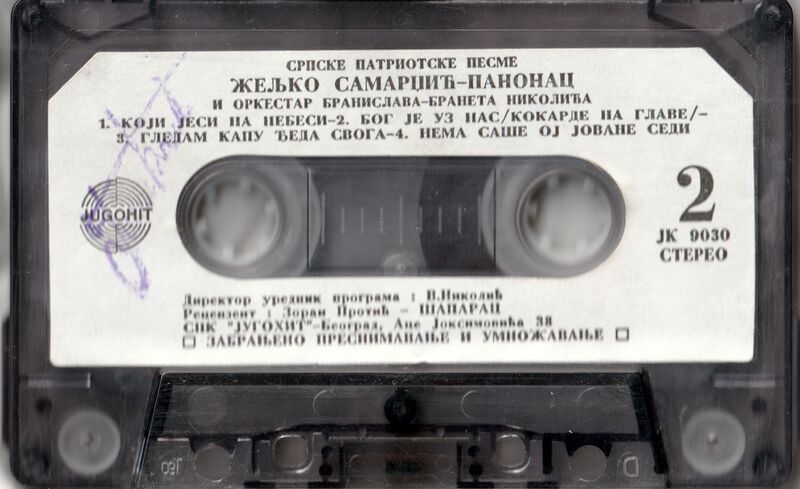 СРПСКЕ ПАТРИОТСКЕ ПЕСМЕ
ЖЕЉКО САМАРЏИЋ-ПАНОНАЦ
И ОРКЕСТАР БРАНИСЛАВА-БРАНЕТА НИКОЛИЋА
1. КОЈИ ЈЕСИ НА НЕБЕСИ-2. БОГ ЈЕ УЗ НАС/КОКАРДЕ НА ГЛАВЕ/-
3. ГЛЕДАМ КАПУ ЂЕДА СВОГА-4. НЕМА САШЕ ОЈ ЈОВАНЕ СЕДИ
JUGOHIT
2
ЈК 9030
СТЕРЕО
Директор уредник програма : В.Николић
Рецензент : Зоран Протић - ШАПАРАЦ
СПК "ЈУГОХИТ"-Београд, Аце Јоксимовића 38
ЗАБРАЊЕНО ПРЕСНИМАВАЊЕ И УМНОЖАВАЊЕ